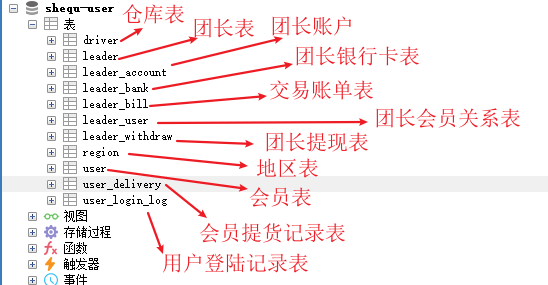 shequ-user
仓库表
表
团长表
团长账户
driver
leader
leader_account
团长银行卡表
leader_bank
交易账单表
leader_bill
leader_user
团长会员关系表
leader_withdraw
团长提现表
region
地区表
user
会员表
user_delivery
user_login_log
视图
会员提货记录表
存储过程
函数
用户登陆记录表
触发器
事件